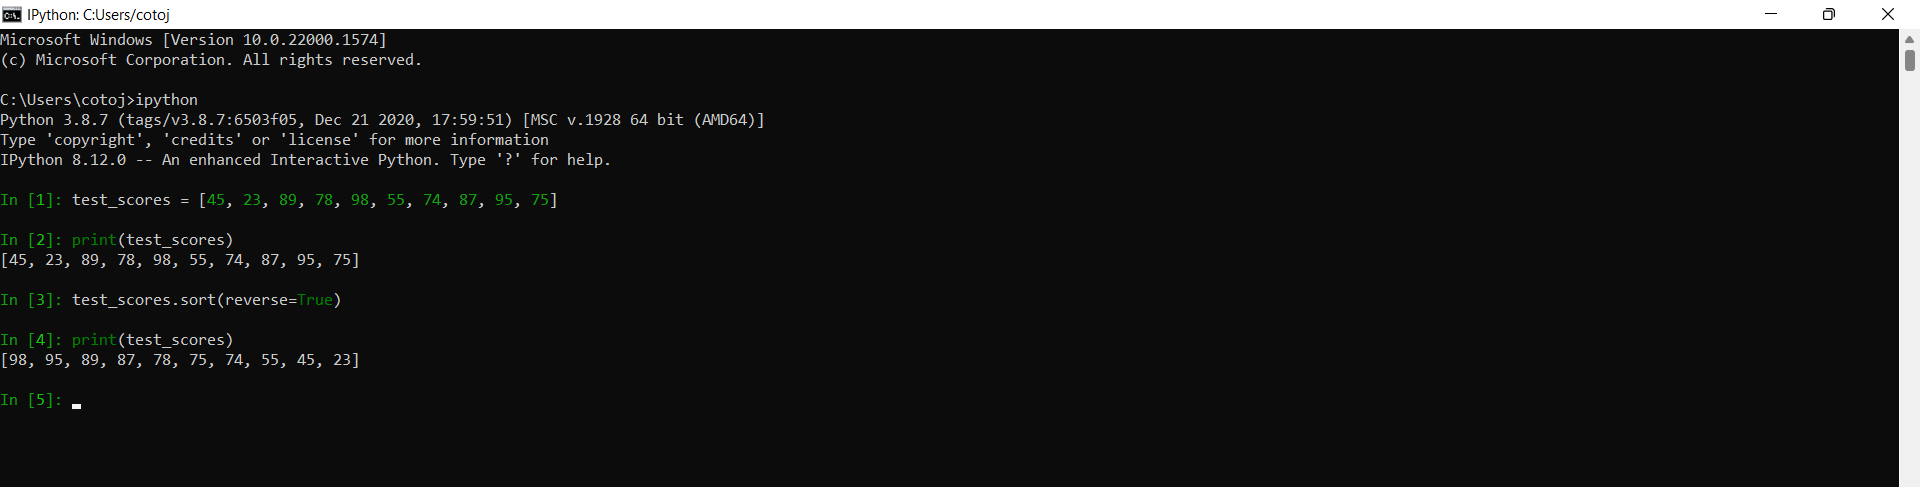 IPython: C:Users/cotoj
Microsoft Windows [Version 10.0.22000.1574]
(c) Microsoft Corporation. All rights reserved.
C:\Users\cotoj>ipython
Python 3.8.7 (tags/v3.8.7:6503f05, Dec 21 2020, 17:59:51) [MSC v.1928 64 bit (AMD64)]
Type 'copyright', 'credits' or 'license' for more information
IPython 8.12.0 -- An enhanced Interactive Python. Type '?' for help.
In [1]: test_scores = [45, 23, 89, 78, 98, 55, 74, 87, 95, 75]
In [2]: print(test_scores)
[45, 23, 89, 78, 98, 55, 74, 87, 95, 75]
In [3]: test_scores.sort(reverse=True)
In [4]: print(test_scores)
[98, 95, 89, 87, 78, 75, 74, 55, 45, 23]
In [5]: